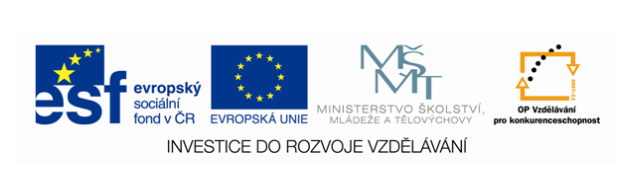 esf
evropský
sociální
fond v ČR
EVROPSKÁ UNIE
MŠMT
MINISTERSTVO ŠKOLSTVÍ,
MLÁDEŽE A TĚLOVÝCHOVY
OP Vzdělávání
pro konkurenceschopnost
INVESTICE DO ROZVOJE VZDĚLÁVÁNÍ